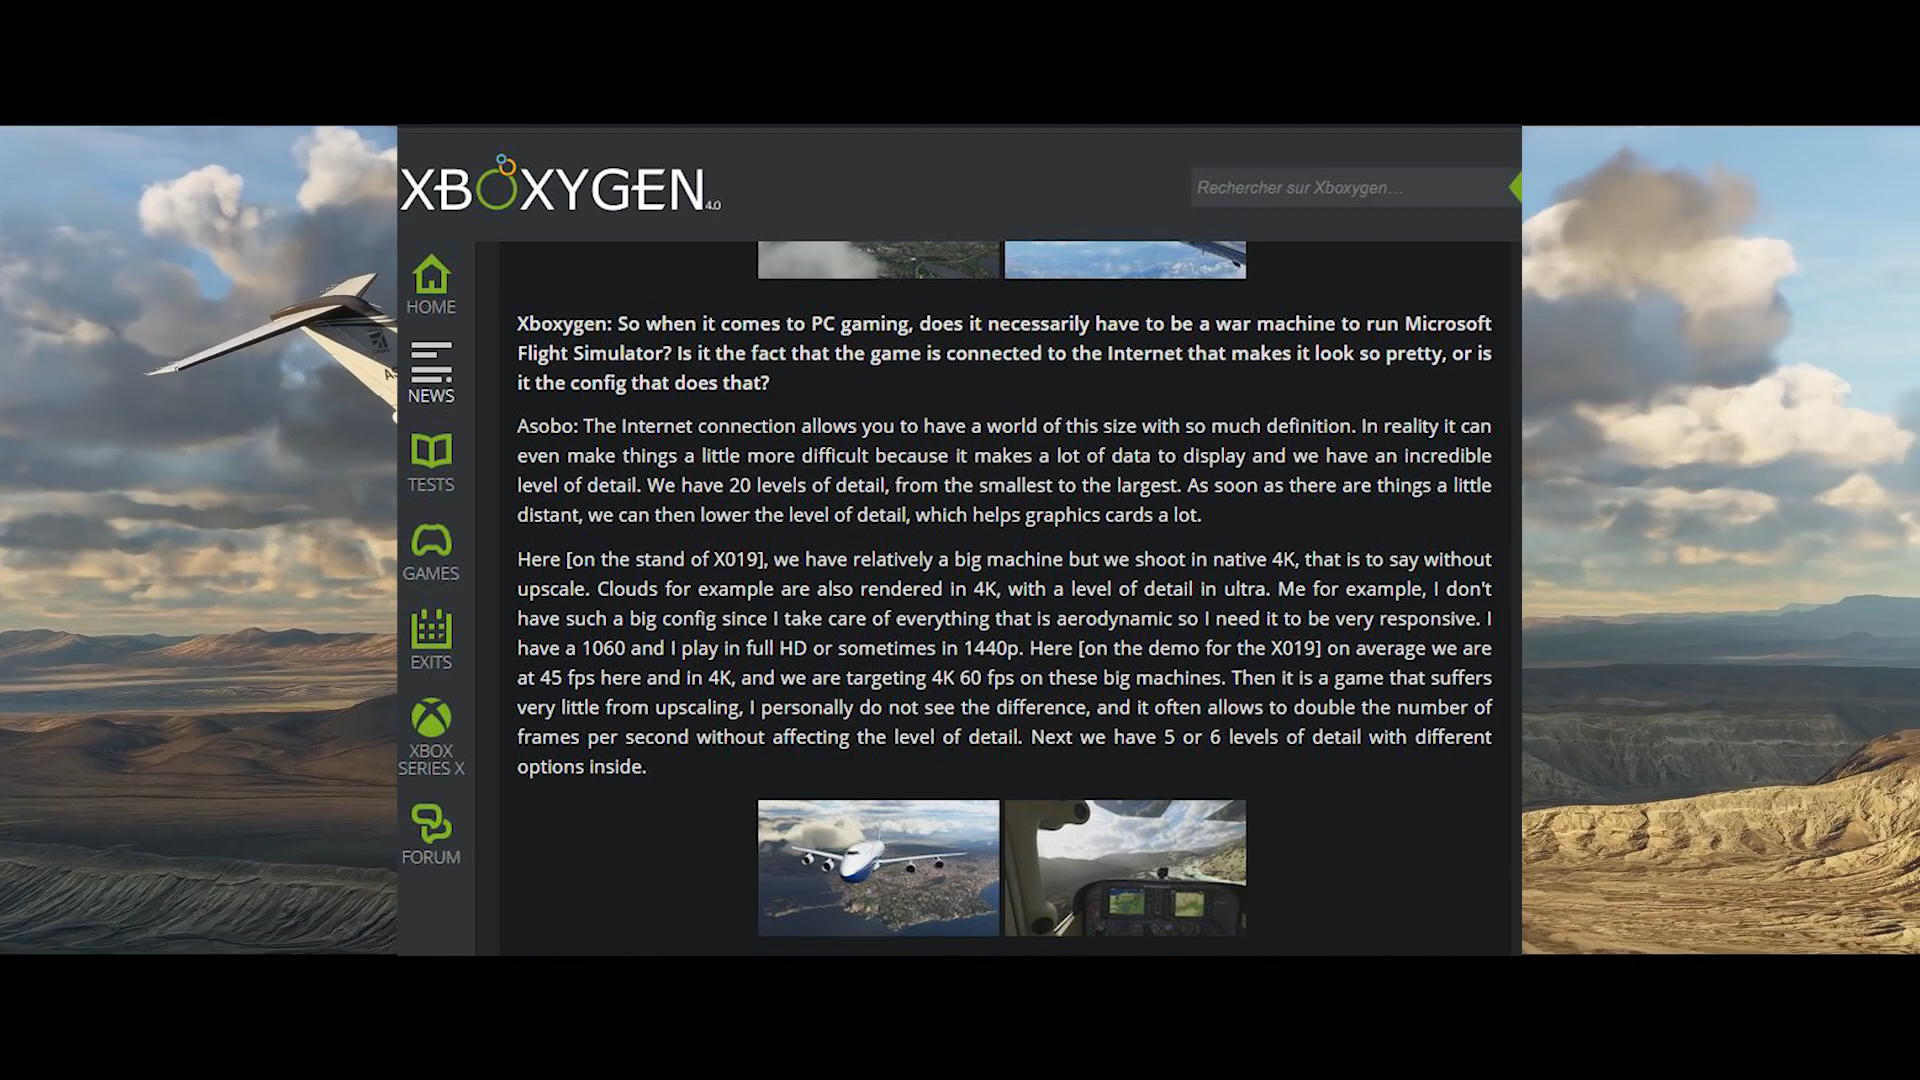 XBOXYGEN 4.0
Rechercher sur Xboxygen...
HOME
NEWS
TESTS
GAMES
EXITS
XBOX
SERIES X
FORUM
Xboxygen: So when it comes to PC gaming, does it necessarily have to be a war machine to run Microsoft
Flight Simulator? Is it the fact that the game is connected to the Internet that makes it look so pretty, or is
it the config that does that?
Asobo: The Internet connection allows you to have a world of this size with so much definition. In reality it can
even make things a little more difficult because it makes a lot of data to display and we have an incredible
level of detail. We have 20 levels of detail, from the smallest to the largest. As soon as there are things a little
distant, we can then lower the level of detail, which helps graphics cards a lot.
Here [on the stand of X019], we have relatively a big machine but we shoot in native 4K, that is to say without
upscale. Clouds for example are also rendered in 4K, with a level of detail in ultra. Me for example, I don't
have such a big config since I take care of everything that is aerodynamic so I need it to be very responsive. I
have a 1060 and I play in full HD or sometimes in 1440p. Here [on the demo for the X019] on average we are
at 45 fps here and in 4K, and we are targeting 4K 60 fps on these big machines. Then it is a game that suffers
very little from upscaling, I personally do not see the difference, and it often allows to double the number of
frames per second without affecting the level of detail. Next we have 5 or 6 levels of detail with different
options inside.